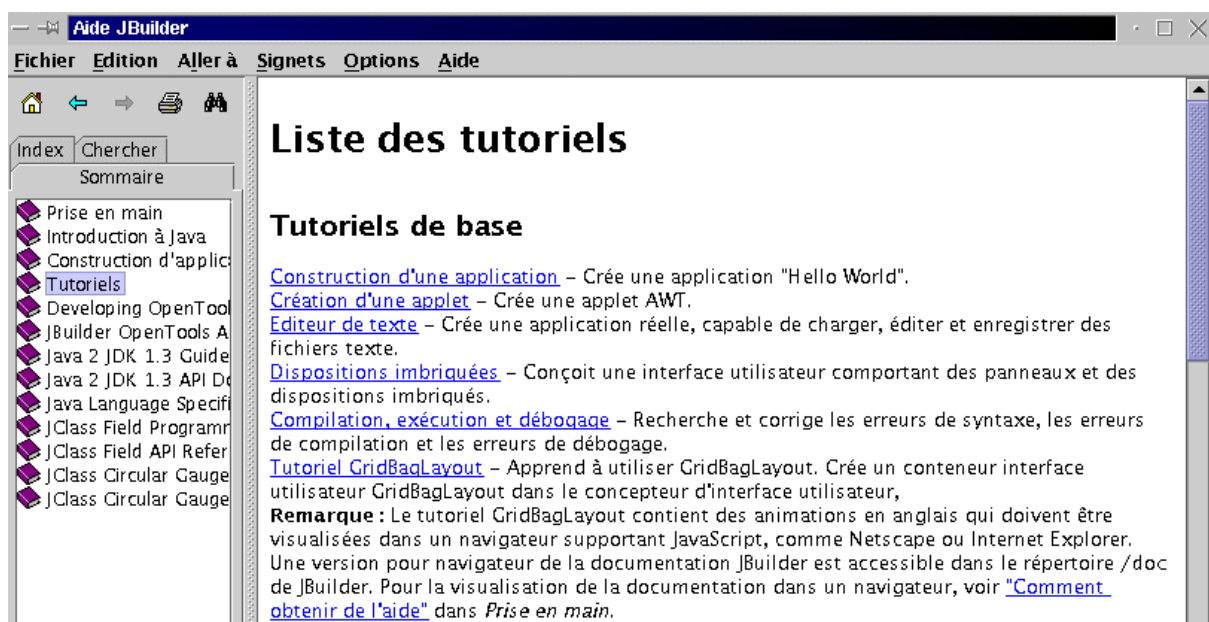 Aide JBuilder
Fichier Edition Aller à Signets Options Aide
Index Chercher
Sommaire
Prise en main
Introduction à Java
Construction d'applic
Tutoriels
Developing OpenTool
JBuilder OpenTools A
Java 2 JDK 1.3 Guide
Java 2 JDK 1.3 API De
Java Language Specifi
JClass Field Programm
JClass Field API Refer
JClass Circular Gauge
JClass Circular Gauge
Liste des tutoriels
Tutoriels de base
Construction d'une application – Crée une application "Hello World".
Création d'une applet – Crée une applet AWT.
Editeur de texte – Crée une application réelle, capable de charger, éditer et enregistrer des
fichiers texte.
Dispositions imbriquées – Conçoit une interface utilisateur comportant des panneaux et des
dispositions imbriqués.
Compilation, exécution et débogage – Recherche et corrige les erreurs de syntaxe, les erreurs
de compilation et les erreurs de débogage.
Tutoriel GridBagLayout – Apprend à utiliser GridBagLayout. Crée un conteneur interface
utilisateur GridBagLayout dans le concepteur d'interface utilisateur,
Remarque : Le tutoriel GridBagLayout contient des animations en anglais qui doivent être
visualisées dans un navigateur supportant JavaScript, comme Netscape ou Internet Explorer.
Une version pour navigateur de la documentation JBuilder est accessible dans le répertoire /doc
de JBuilder. Pour la visualisation de la documentation dans un navigateur, voir "Comment
obtenir de l'aide" dans Prise en main.